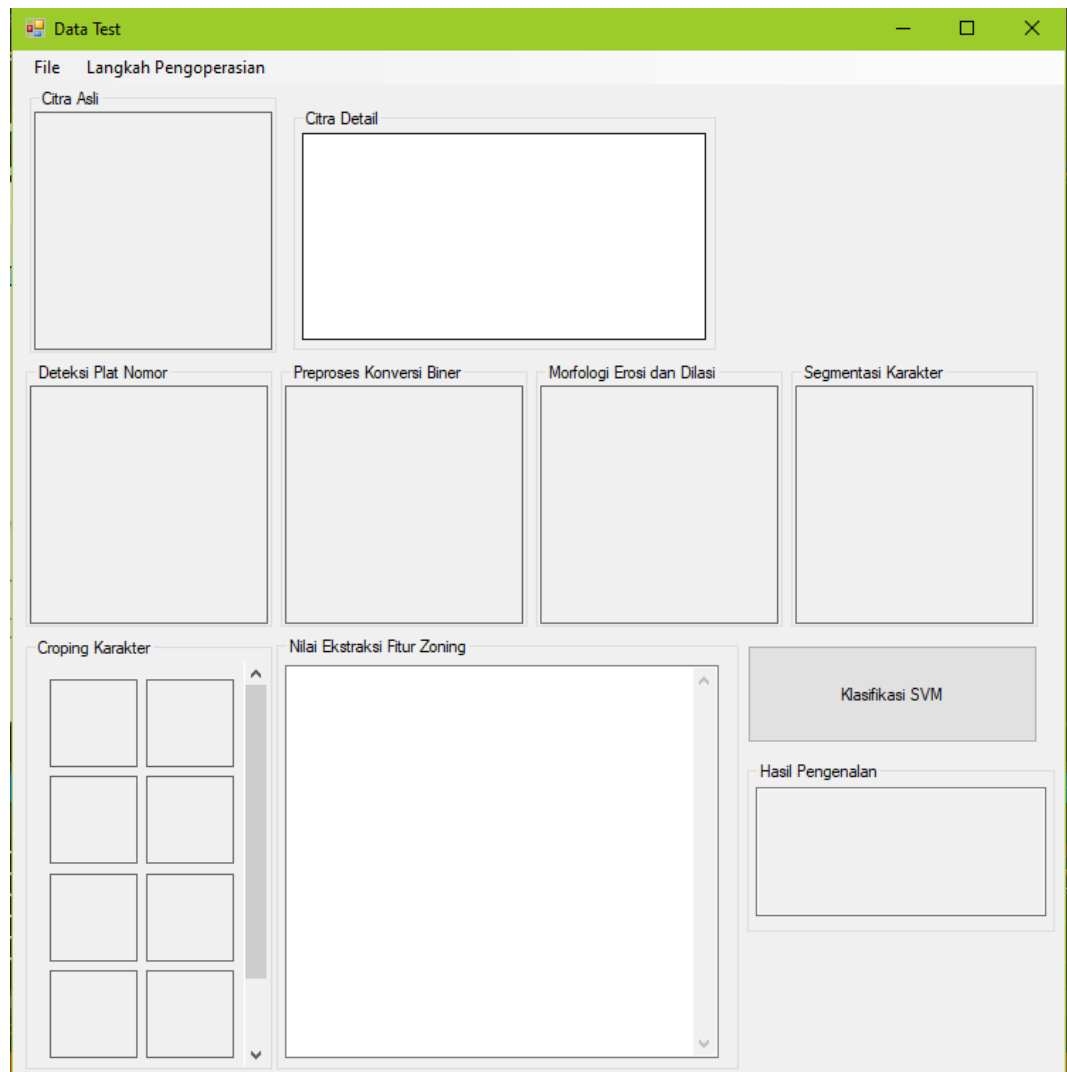 Data Test
File Langkah Pengoperasian
Citra Asli
Citra Detail
Deteksi Plat Nomor
Preproses Konversi Biner
Morfologi Erosi dan Dilasi
Segmentasi Karakter
Croping Karakter
Nilai Ekstraksi Fitur Zoning
Klasifikasi SVM
Hasil Pengenalan